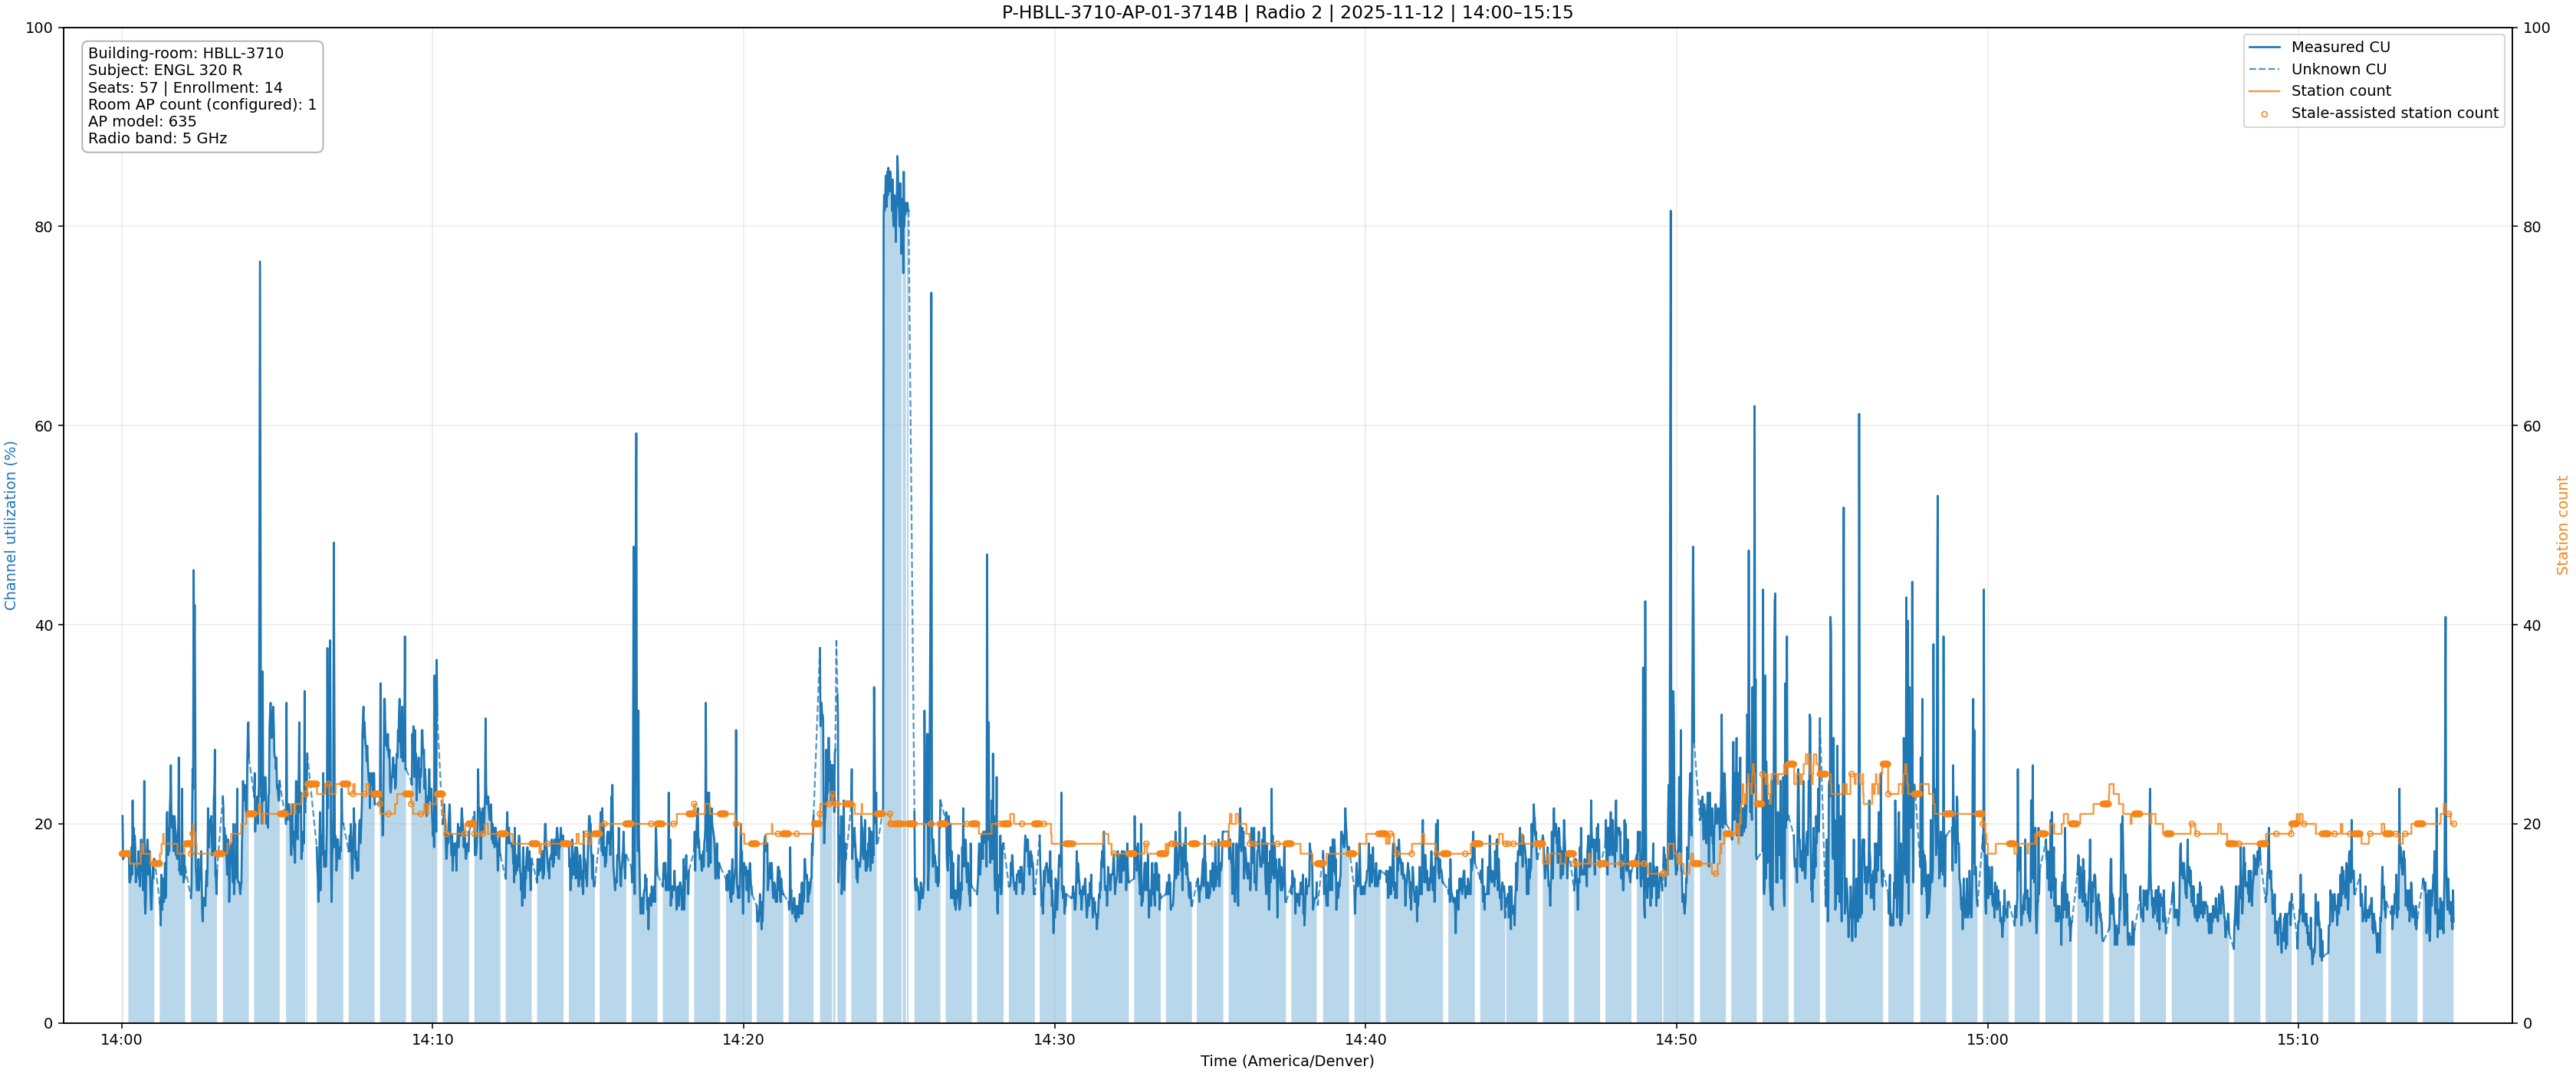 P-HBLL-3710-AP-01-3714B | Radio 2 | 2025-11-12 | 14:00–15:15
Building-room: HBLL-3710
Subject: ENGL 320 R
Seats: 57 | Enrollment: 14
Room AP count (configured): 1
AP model: 635
Radio band: 5 GHz
Measured CU
Unknown CU
Station count
Stale-assisted station count
Channel utilization (%)
100
80
60
40
20
0
100
80
60
40
20
0
Station count
14:00 14:10 14:20 14:30 14:40 14:50 15:00 15:10
Time (America/Denver)